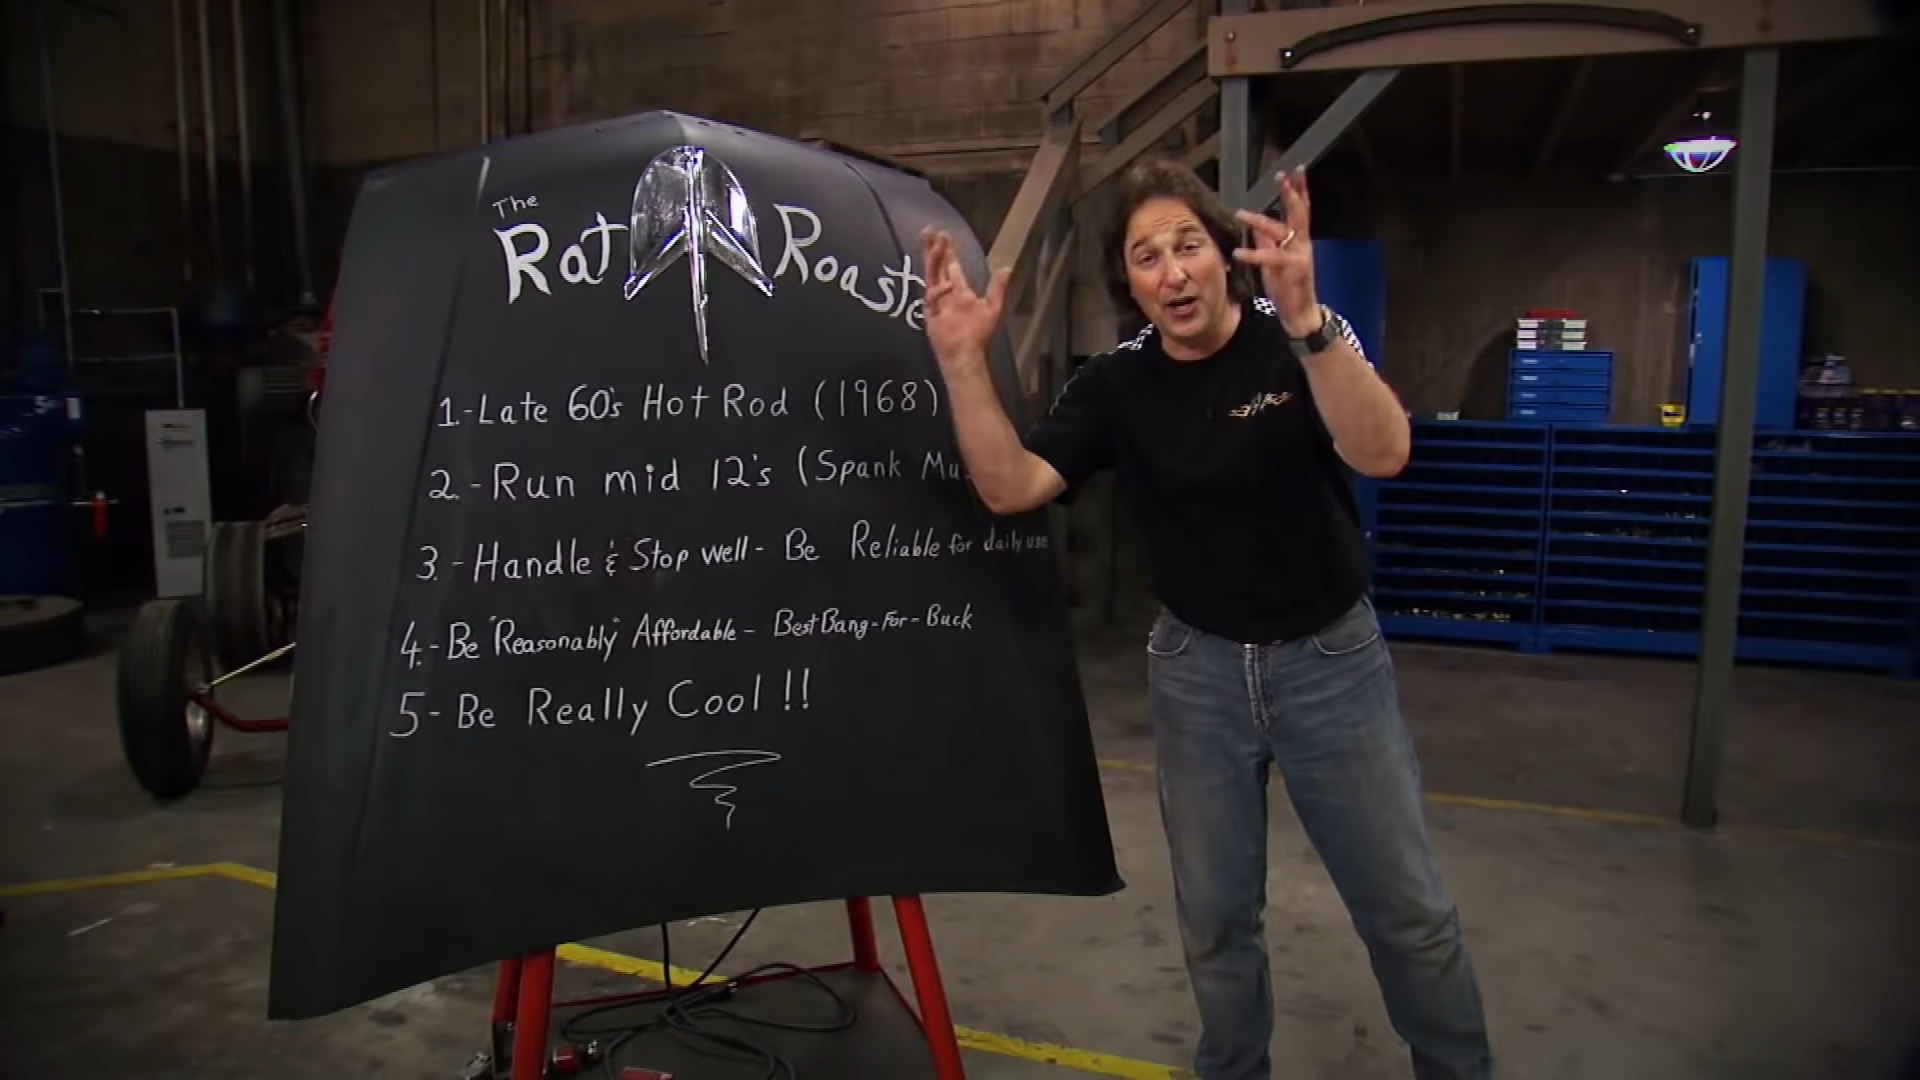 The
Rat Roaste
1.-Late 60's Hot Rod (1968)
2.-Run mid 12's (Spank Mu
3.-Handle & Stop well- Be Reliable for daily use
4.-Be "Reasonably" Affordable- Best Bang-For-Buck
5-Be Really Cool!!